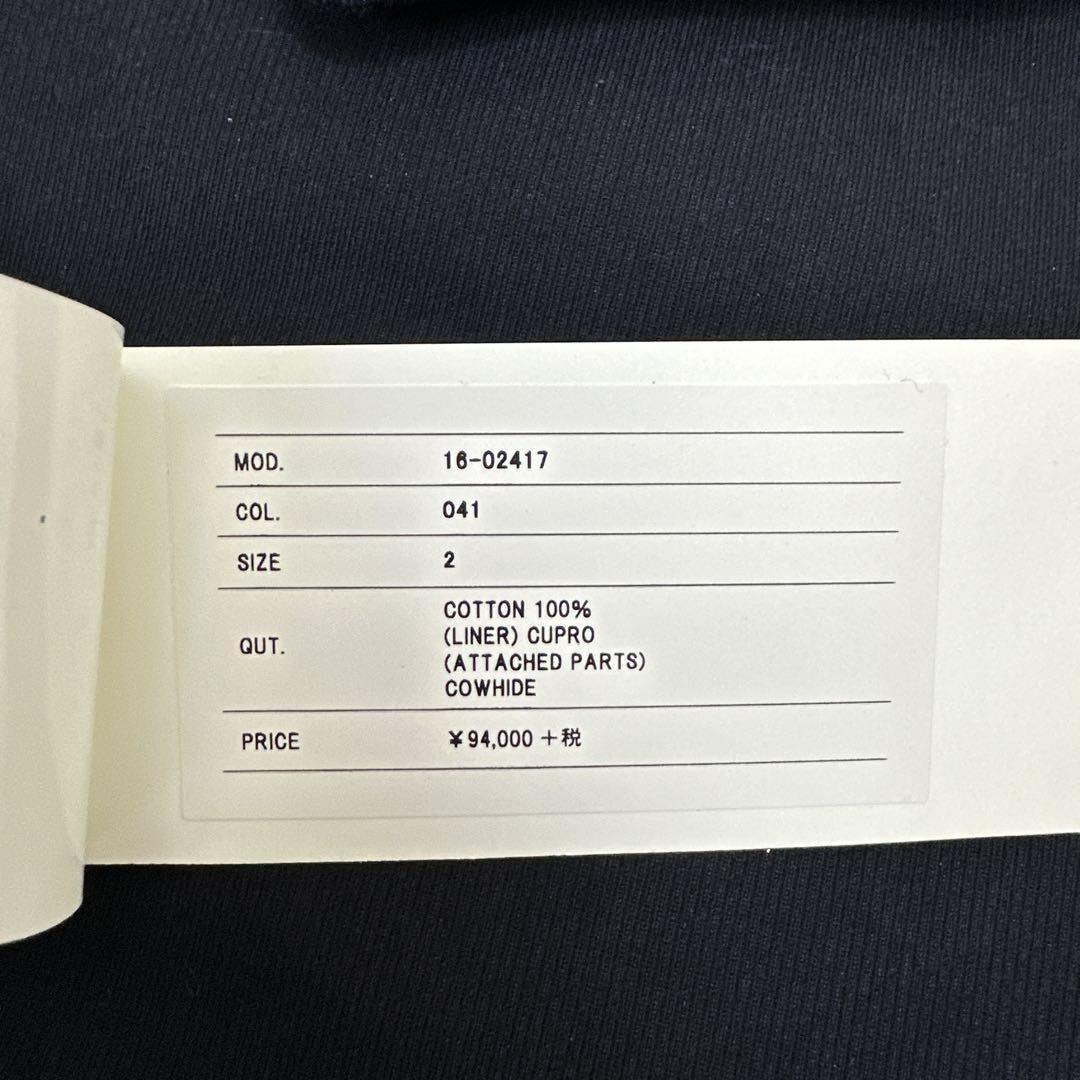 MOD. 16-02417
COL. 041
SIZE 2
QUT. COTTON 100%
(LINER) CUPRO
(ATTACHED PARTS)
COWHIDE
PRICE ¥94,000+税